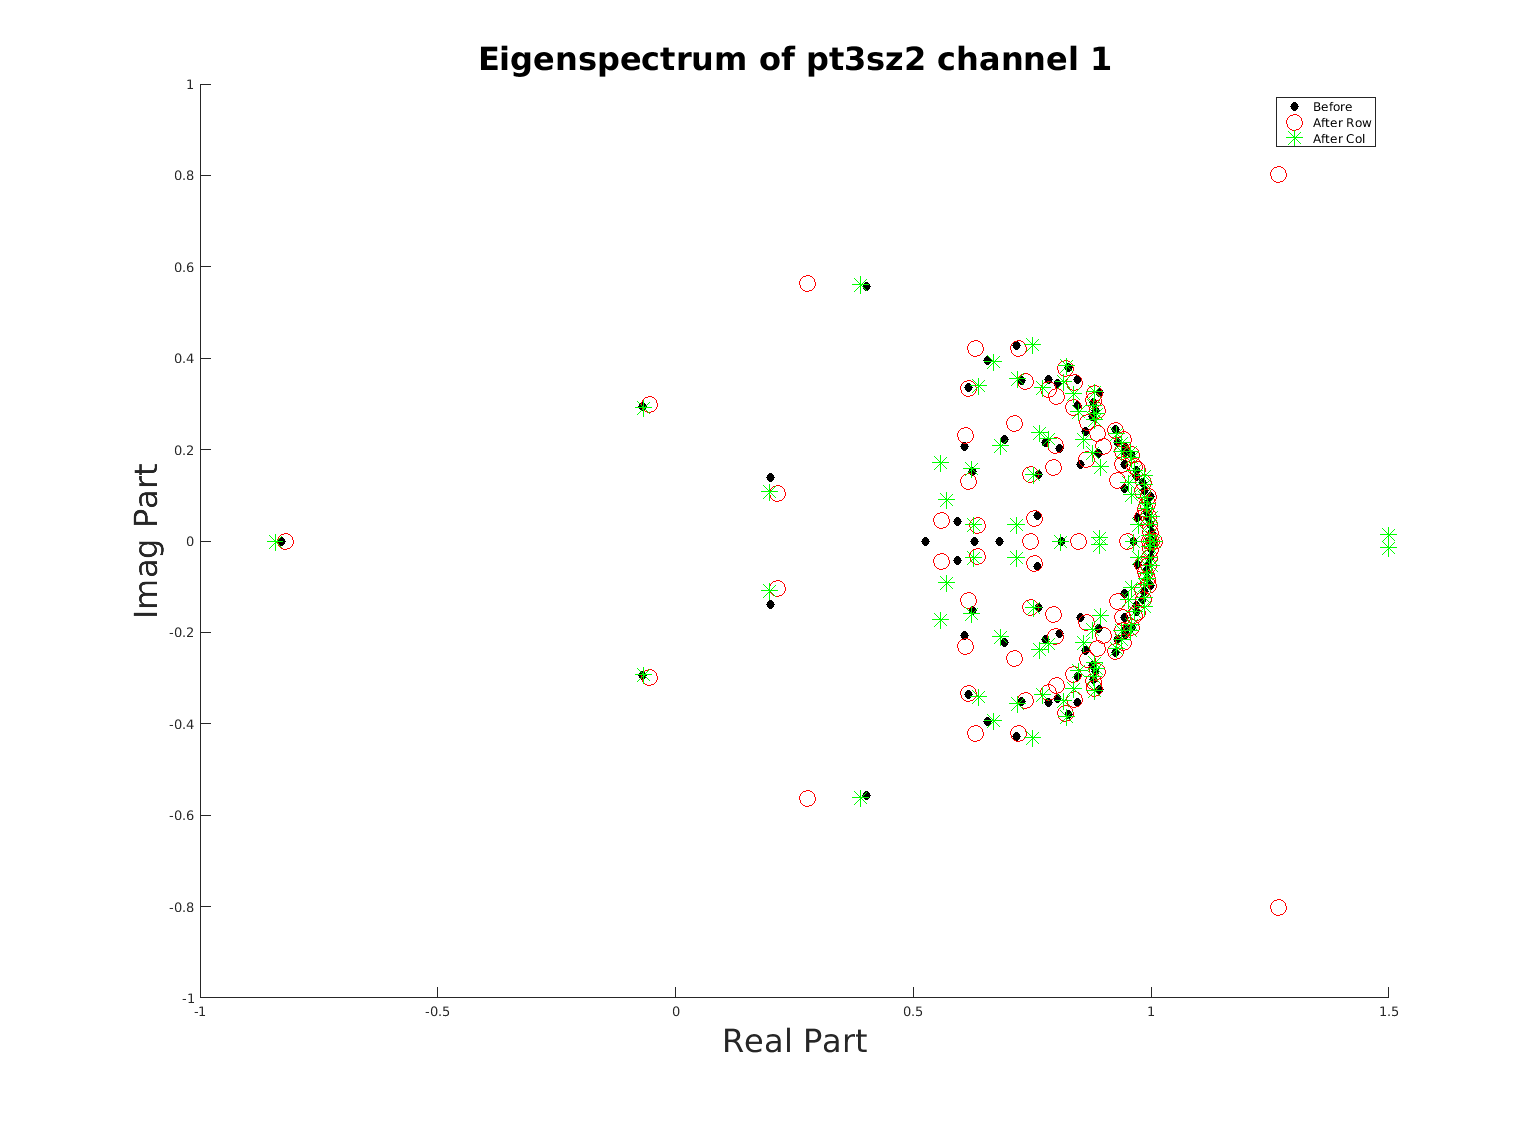 Eigenspectrum of pt3sz2 channel 1
1
0.8
0.6
0.4
0.2
0
-0.2
-0.4
-0.6
-0.8
-1
Imag Part
Before
After Row
After Col
-1
-0.5
0
0.5
1
1.5
Real Part